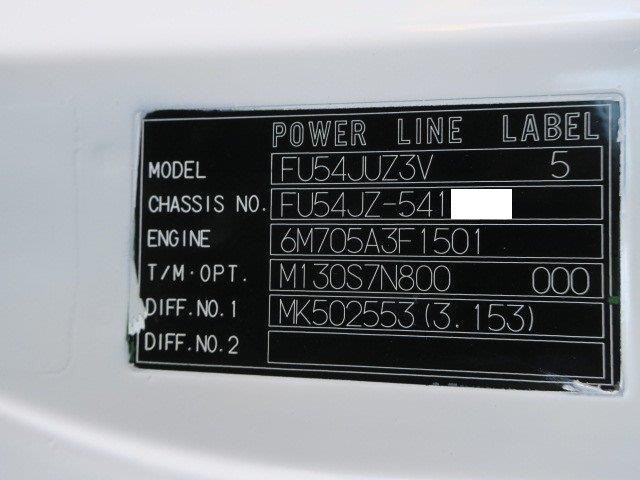 POWER LINE LABEL
MODEL FU54JUZ3V 5
CHASSIS NO. FU54JZ-541
ENGINE 6M705A3F1501
T/M·OPT. M130S7N800 000
DIFF.NO.1 MK502553(3.153)
DIFF.NO.2